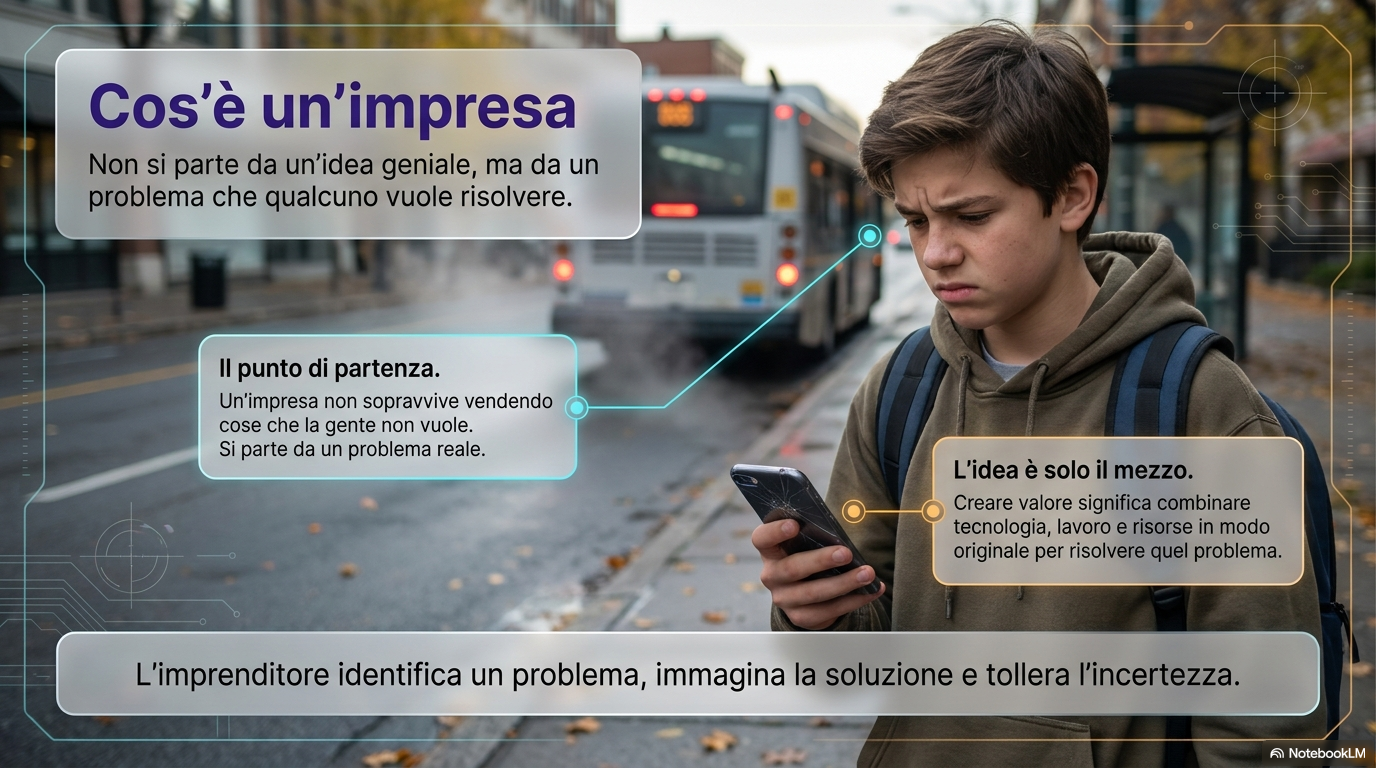 Cos'è un'impresa
Non si parte da un'idea geniale, ma da un
problema che qualcuno vuole risolvere.
Il punto di partenza.
Un'impresa non sopravvive vendendo
cose che la gente non vuole.
Si parte da un problema reale.
L'idea è solo il mezzo.
Creare valore significa combinare
tecnologia, lavoro e risorse in modo
originale per risolvere quel problema.
L'imprenditore identifica un problema, immagina la soluzione e tollera l'incertezza.
NotebookLM